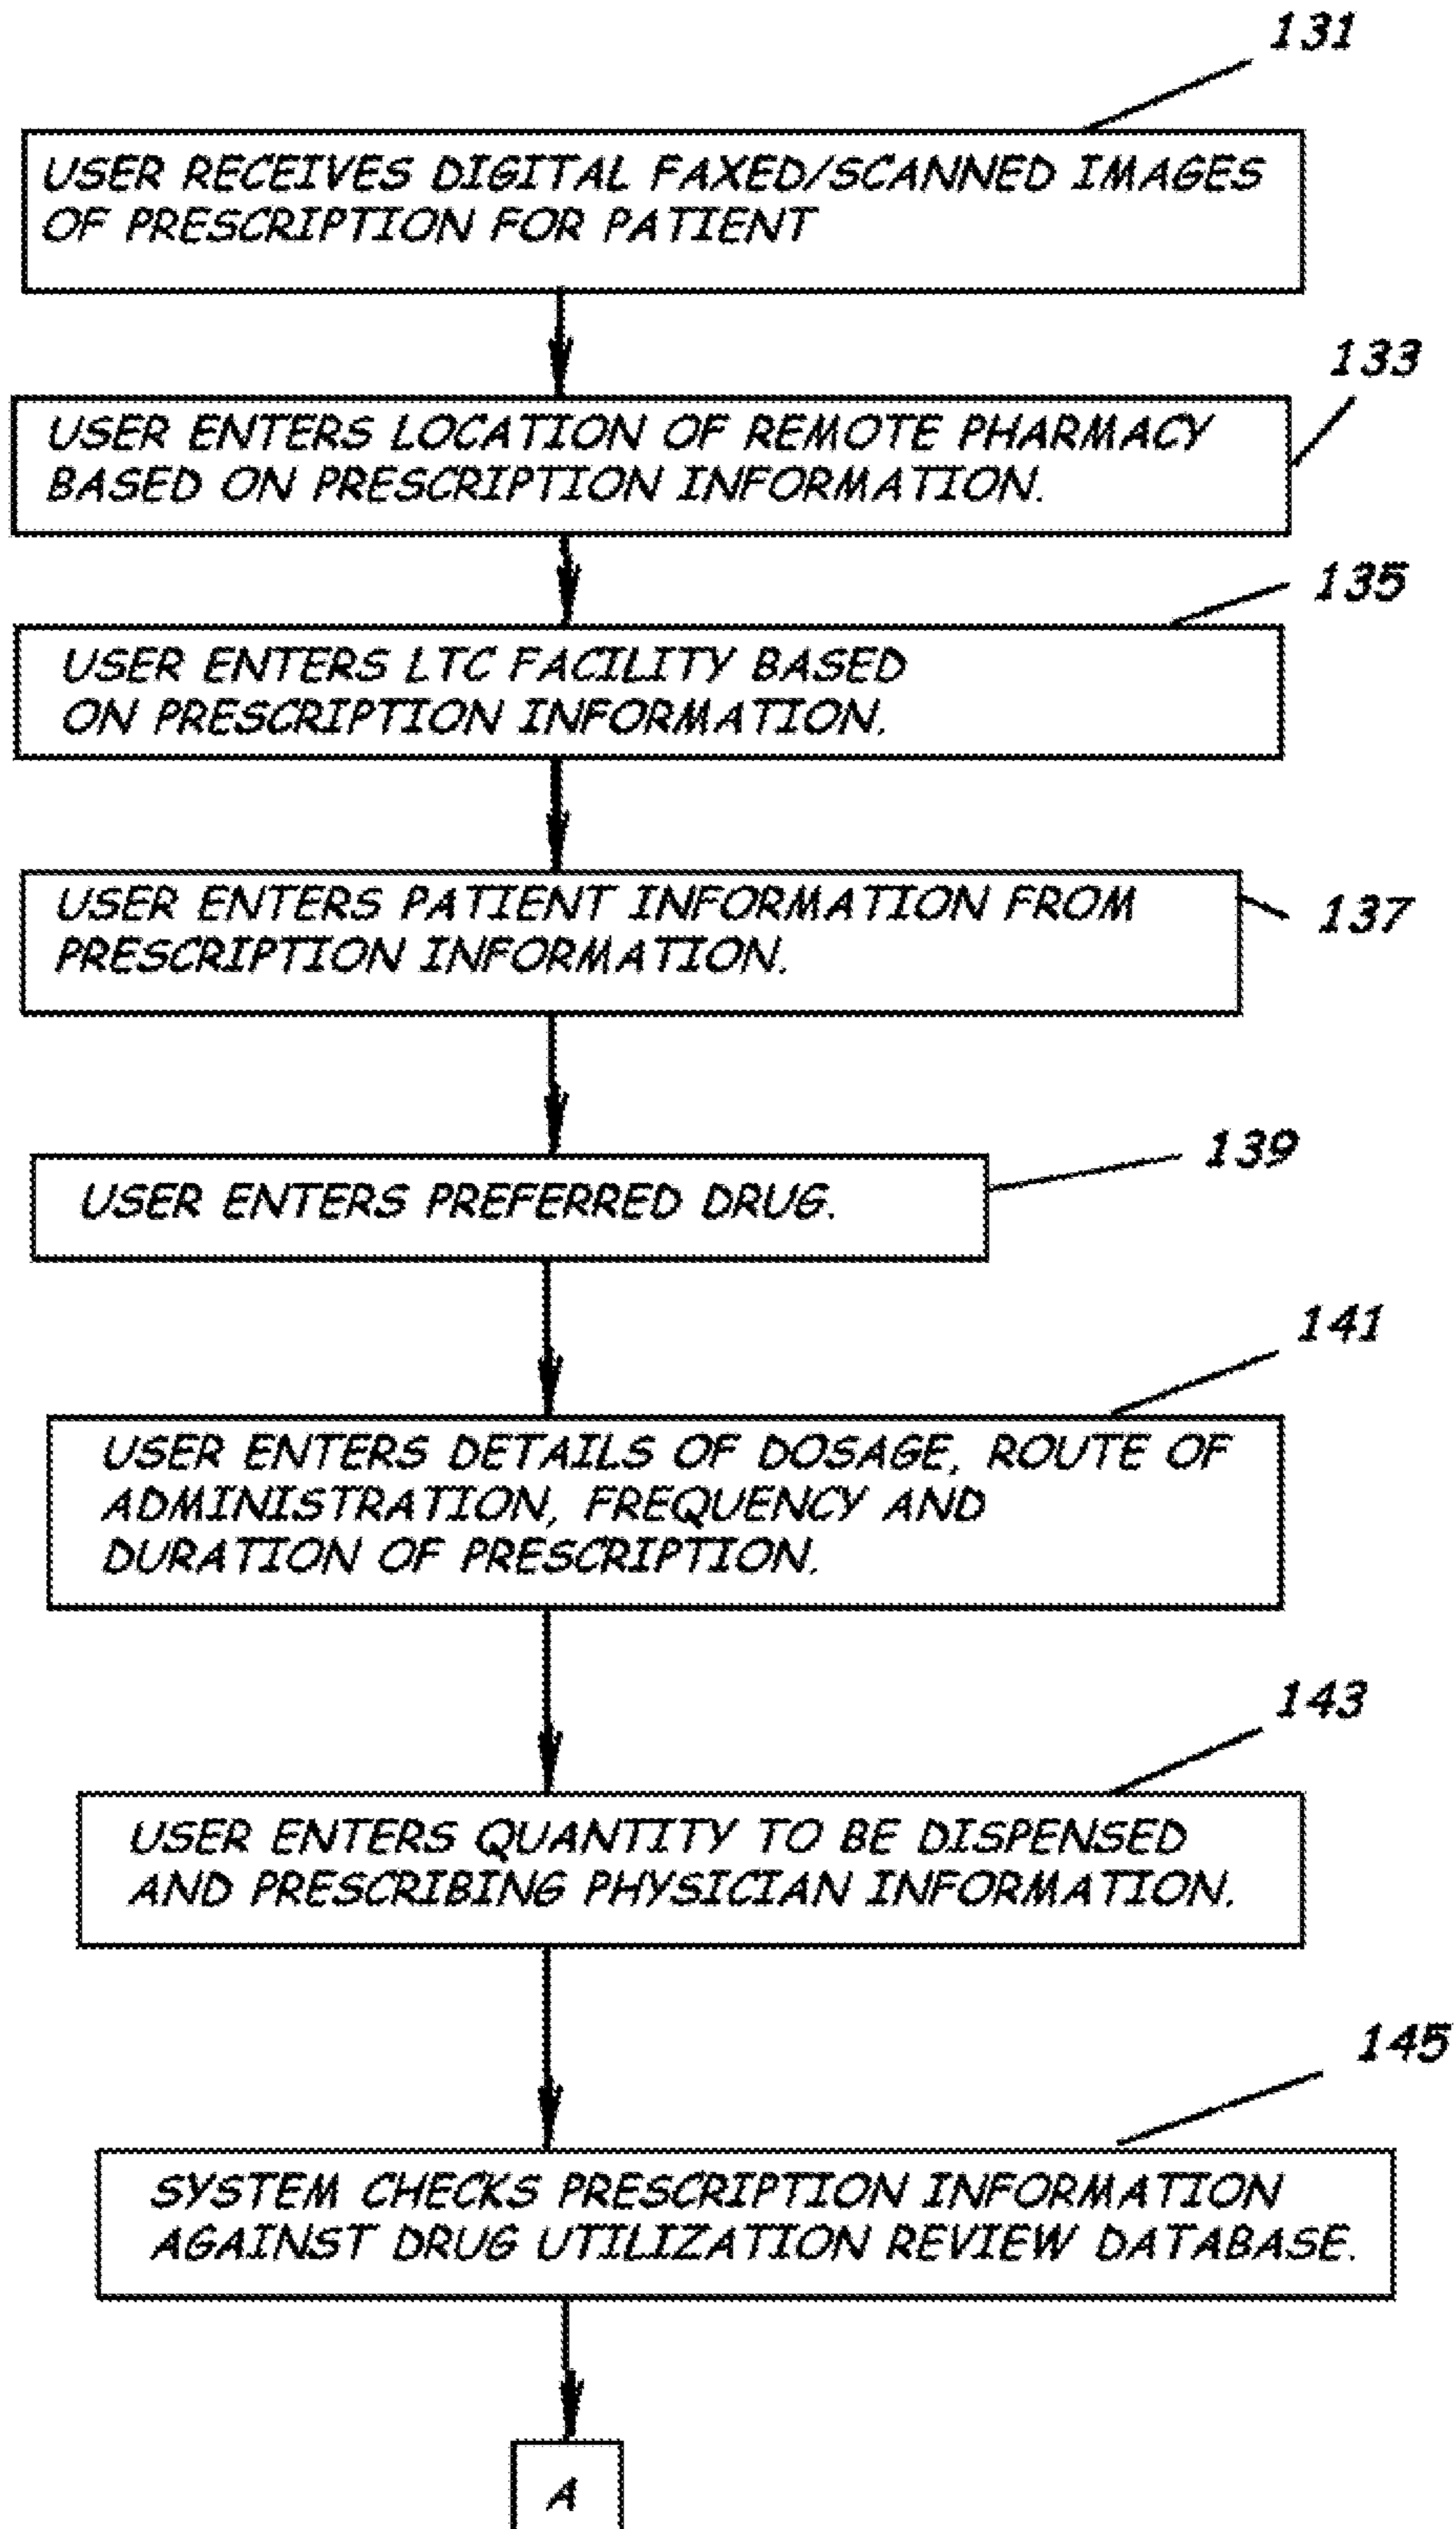 131
USER RECEIVES DIGITAL FAXED/SCANNED IMAGES
OF PRESCRIPTION FOR PATIENT
133
USER ENTERS LOCATION OF REMOTE PHARMACY
BASED ON PRESCRIPTION INFORMATION.
135
USER ENTERS LTC FACILITY BASED
ON PRESCRIPTION INFORMATION.
USER ENTERS PATIENT INFORMATION FROM
137
PRESCRIPTION INFORMATION.
139
USER ENTERS PREFERRED DRUG.
141
USER ENTERS DETAILS OF DOSAGE, ROUTE OF
ADMINISTRATION, FREQUENCY AND
DURATION OF PRESCRIPTION.
143
USER ENTERS QUANTITY TO BE DISPENSED
AND PRESCRIBING PHYSICIAN INFORMATION.
145
SYSTEM CHECKS PRESCRIPTION INFORMATION
AGAINST DRUG UTILIZATION REVIEW DATABASE.
A